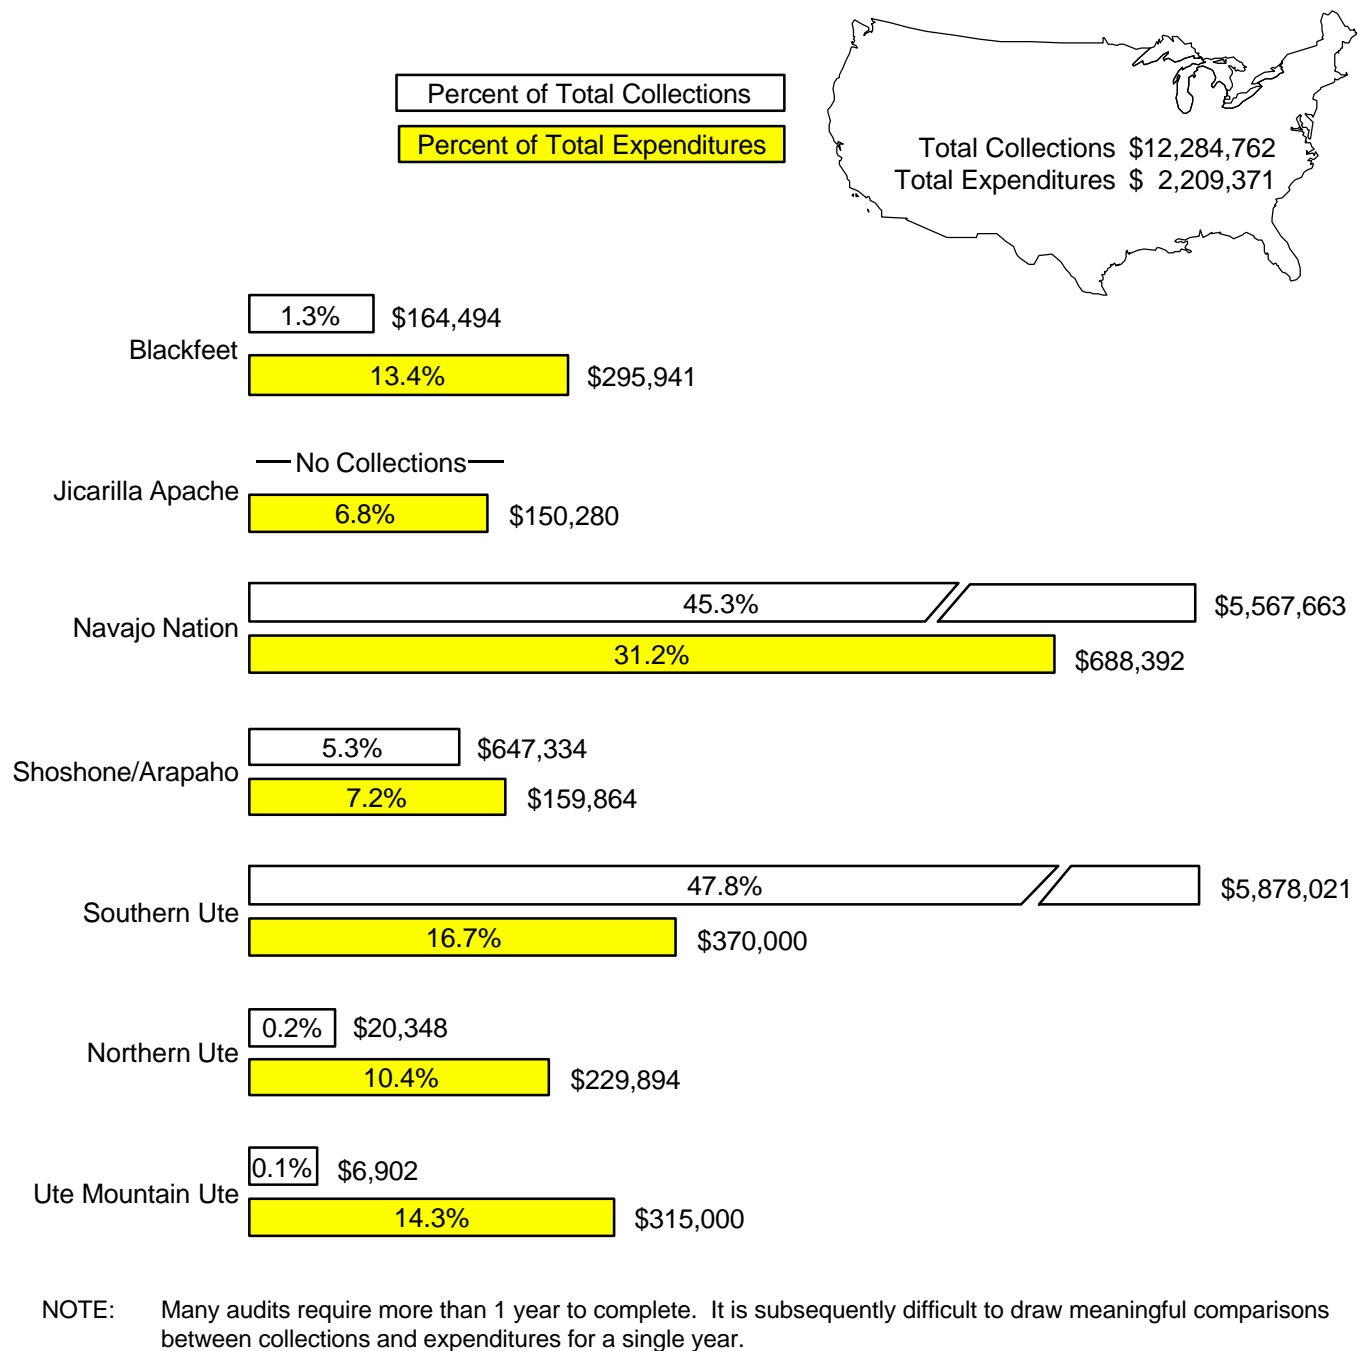 Percent of Total Collections
Percent of Total Expenditures
Total Collections $12,284,762
Total Expenditures $ 2,209,371
Blackfeet
1.3% $164,494
13.4% $295,941
Jicarilla Apache
No Collections
6.8% $150,280
Navajo Nation
45.3% $5,567,663
31.2% $688,392
Shoshone/Arapaho
5.3% $647,334
7.2% $159,864
Southern Ute
47.8% $5,878,021
16.7% $370,000
Northern Ute
0.2% $20,348
10.4% $229,894
Ute Mountain Ute
0.1% $6,902
14.3% $315,000
NOTE: Many audits require more than 1 year to complete. It is subsequently difficult to draw meaningful comparisons
between collections and expenditures for a single year.